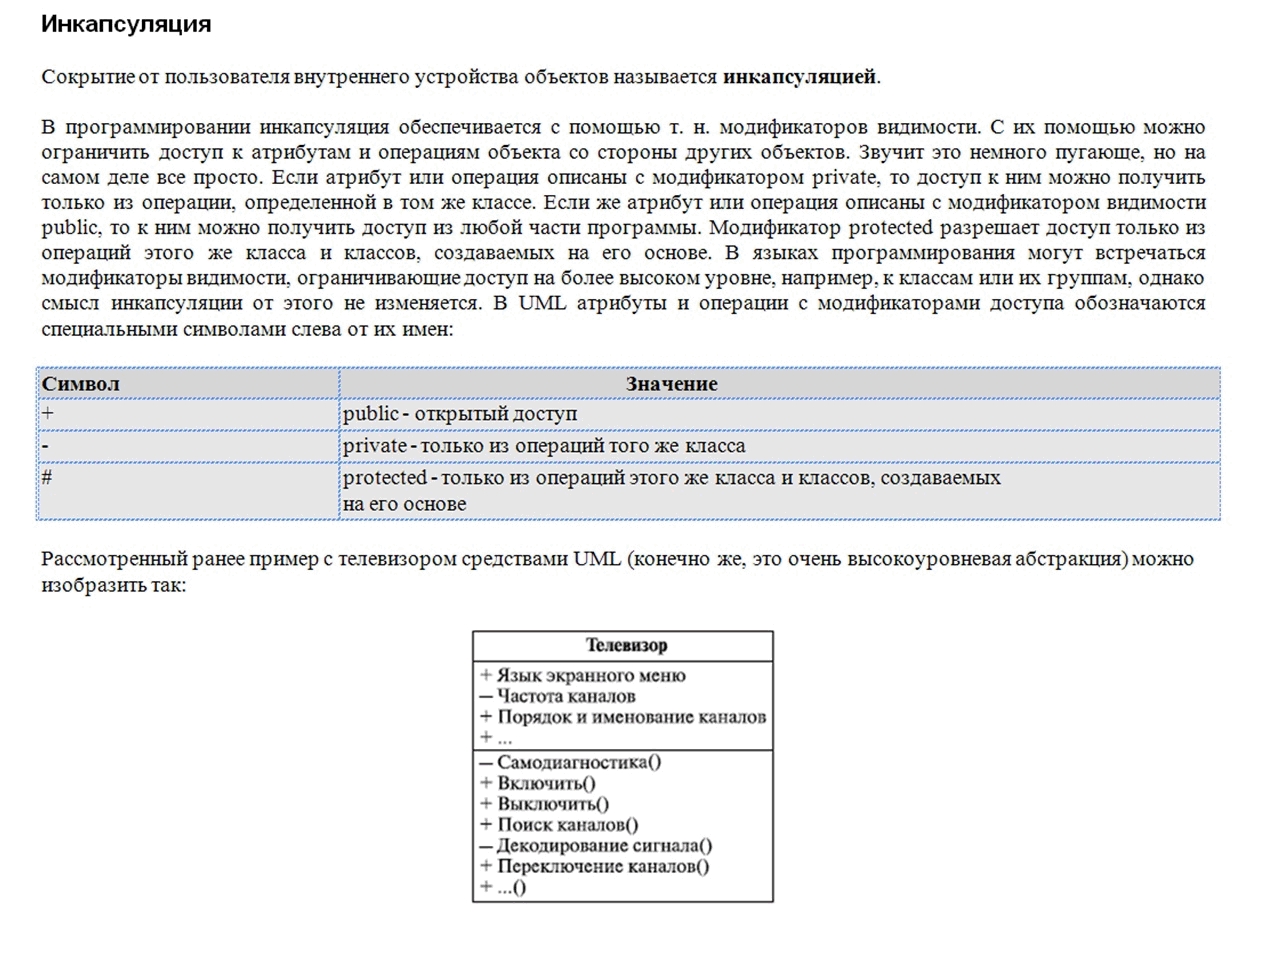 Инкапсуляция
Сокрытие от пользователя внутреннего устройства объектов называется инкапсуляцией.
В программировании инкапсуляция обеспечивается с помощью т. н. модификаторов видимости. С их помощью можно
ограничить доступ к атрибутам и операциям объекта со стороны других объектов. Звучит это немного пугающе, но на
самом деле все просто. Если атрибут или операция описаны с модификатором private, то доступ к ним можно получить
только из операции, определенной в том же классе. Если же атрибут или операция описаны с модификатором видимости
public, то к ним можно получить доступ из любой части программы. Модификатор protected разрешает доступ только из
операций этого же класса и классов, создаваемых на его основе. В языках программирования могут встречаться
модификаторы видимости, ограничивающие доступ на более высоком уровне, например, к классам или их группам, однако
смысл инкапсуляции от этого не изменяется. В UML атрибуты и операции с модификаторами доступа обозначаются
специальными символами слева от их имен:
Символ Значение
+ public - открытый доступ
- private - только из операций того же класса
# protected - только из операций этого же класса и классов, создаваемых
на его основе
Рассмотренный ранее пример с телевизором средствами UML (конечно же, это очень высокоуровневая абстракция) можно
изобразить так:
Телевизор
+ Язык экранного меню
– Частота каналов
+ Порядок и именование каналов
+ ...
– Самодиагностика()
+ Включить()
+ Выключить()
+ Поиск каналов()
– Декодирование сигнала()
+ Переключение каналов()
+ ...()